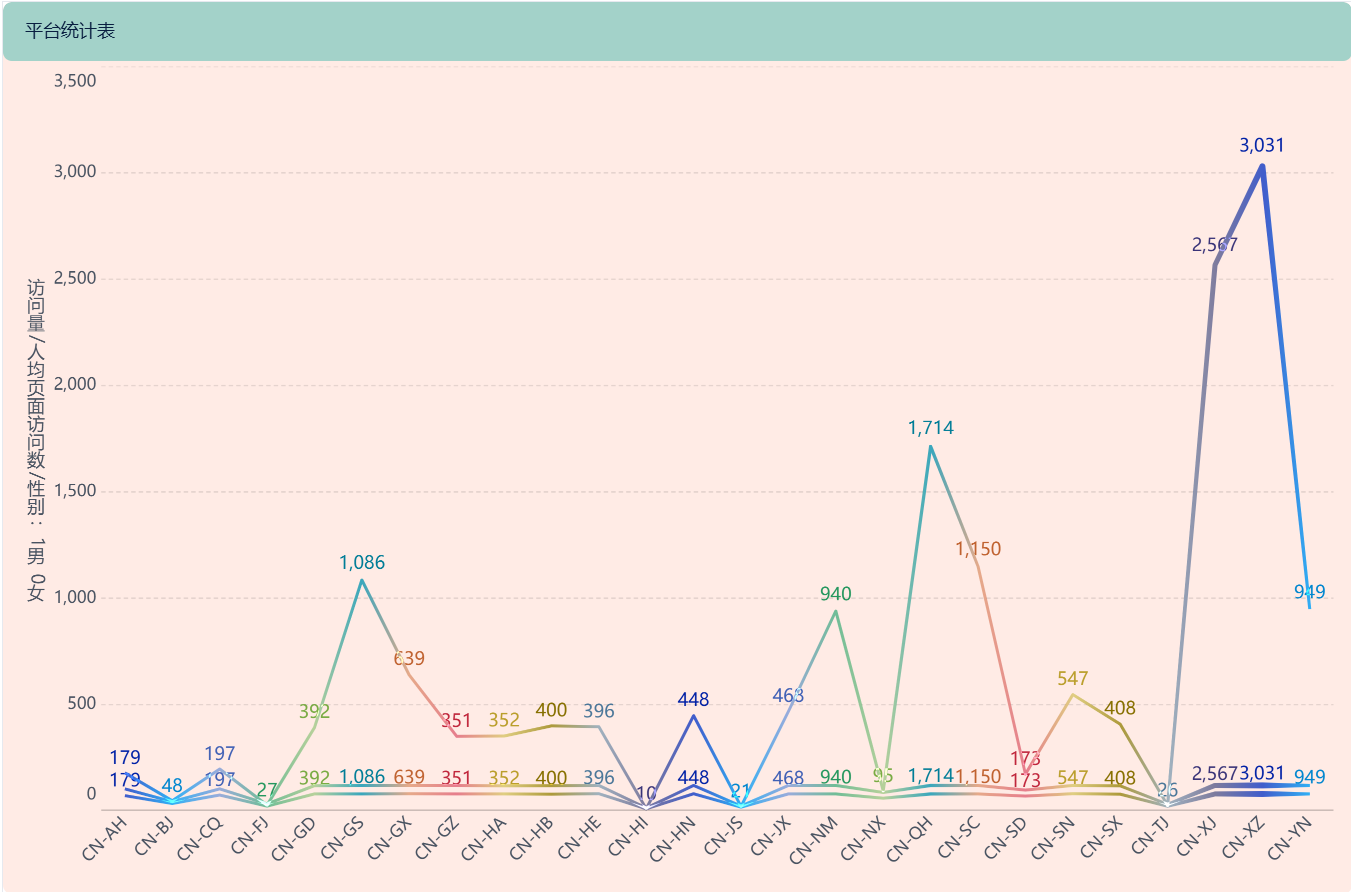 平台统计表
访问量/人均页面访问数/性别：1男 0女
3,500
3,000
2,500
2,000
1,500
1,000
500
0
3,031
2,567
1,714
1,086
1,150
940
949
639
547
392
351
352
400
396
448
468
408
179
197
173
179
48
197
27
392
1,086
639
351
352
400
396
10
448
21
468
940
95
1,714
1,150
173
547
408
26
2,567
3,031
949
CN-AH
CN-BJ
CN-CQ
CN-FJ
CN-GD
CN-GS
CN-GX
CN-GZ
CN-HA
CN-HB
CN-HE
CN-HI
CN-HN
CN-JS
CN-JX
CN-NM
CN-NX
CN-QH
CN-SC
CN-SD
CN-SN
CN-SX
CN-TJ
CN-XJ
CN-XZ
CN-YN